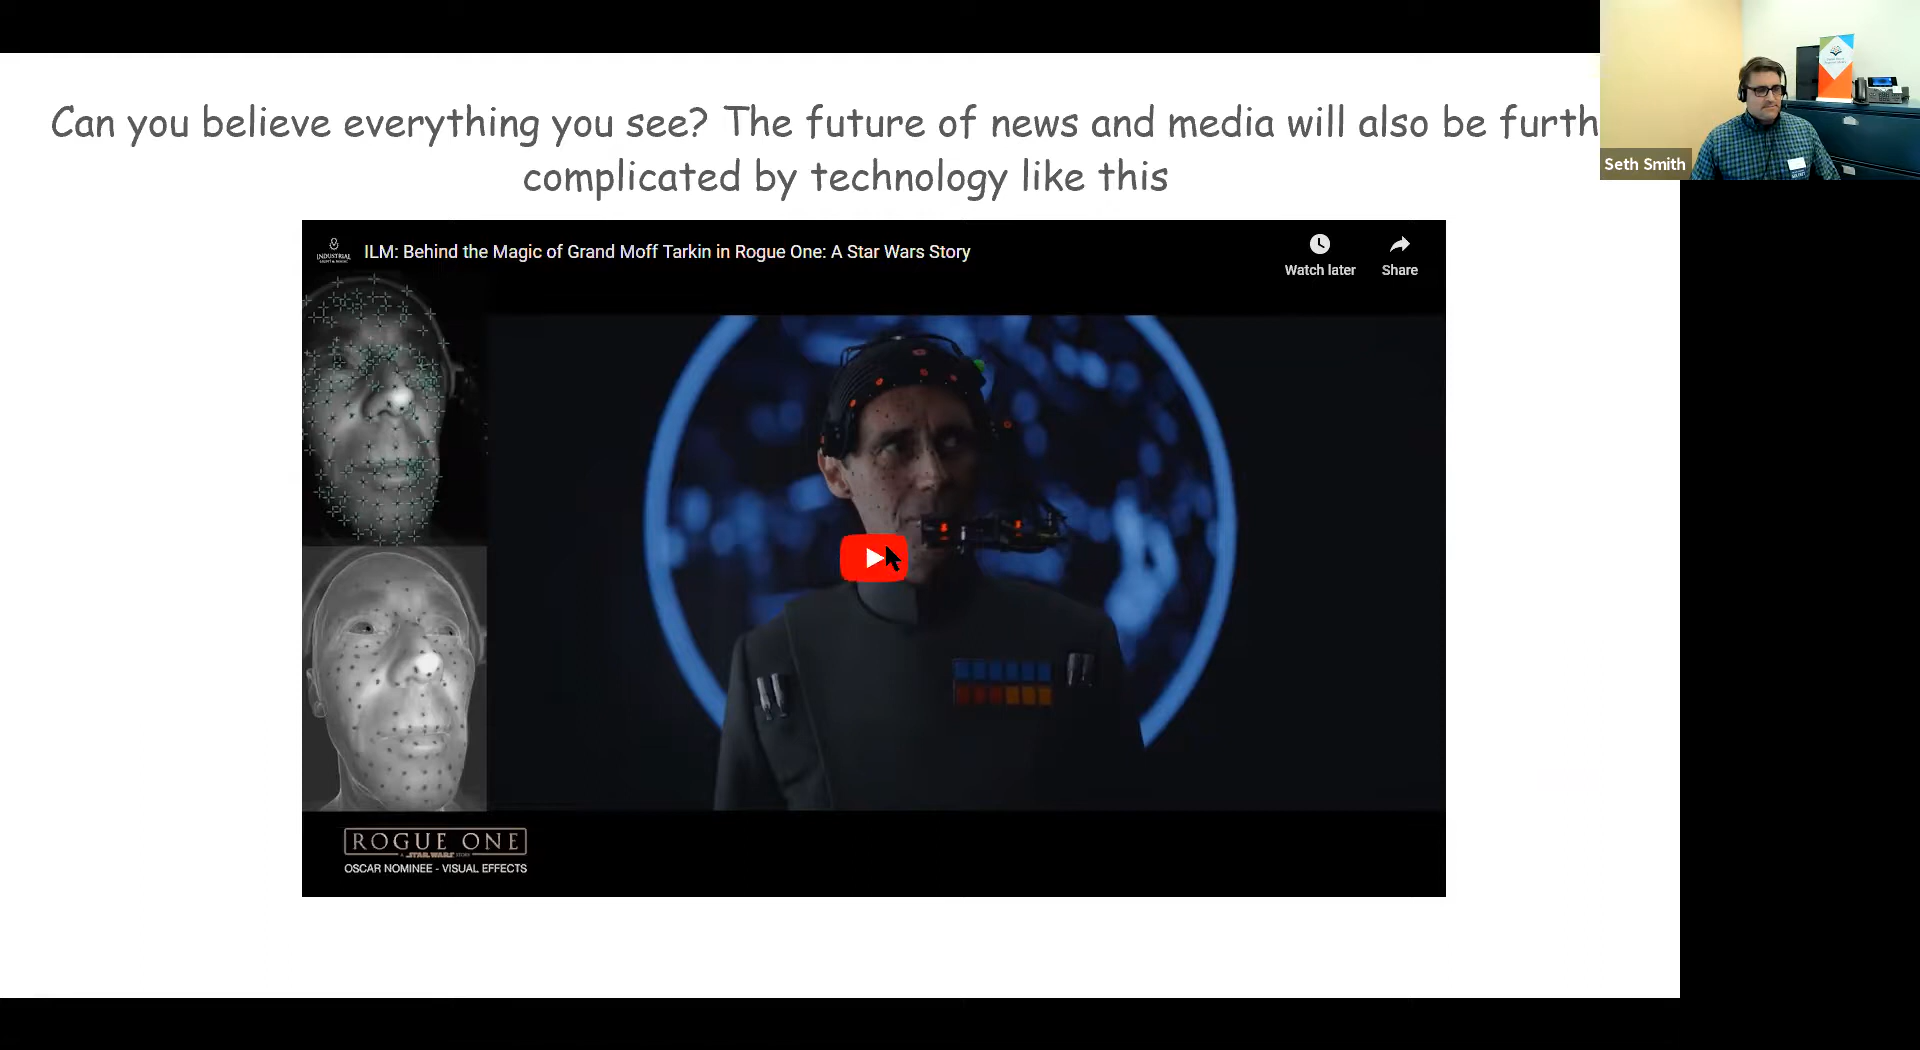 Can you believe everything you see? The future of news and media will also be furth
complicated by technology like this
Seth Smith
INDUSTRIAL
LIGHT & MAGIC
ILM: Behind the Magic of Grand Moff Tarkin in Rogue One: A Star Wars Story
Watch later
Share
ROGUE ONE
A STAR WARS STORY
OSCAR NOMINEE - VISUAL EFFECTS